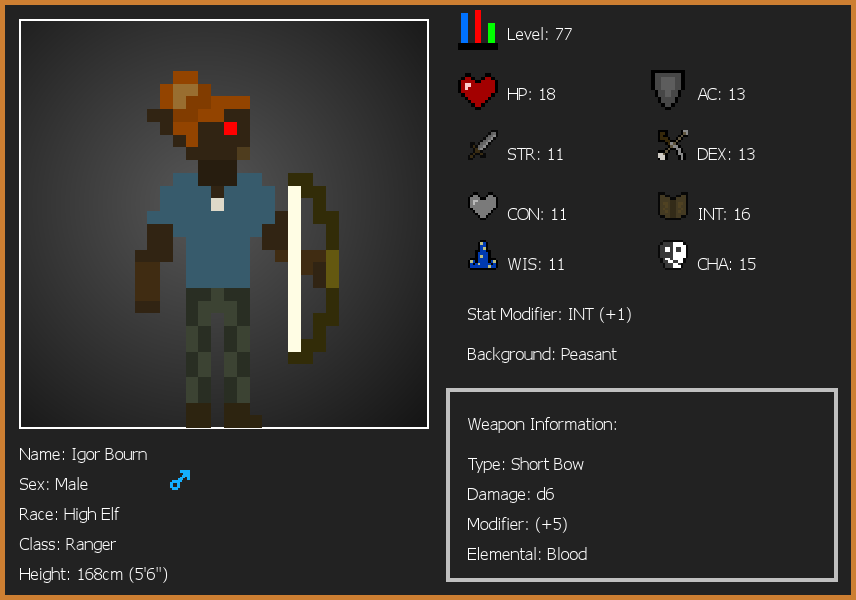 Level: 77
HP: 18
AC: 13
STR: 11
DEX: 13
CON: 11
INT: 16
WIS: 11
CHA: 15
Stat Modifier: INT (+1)
Background: Peasant
Weapon Information:
Type: Short Bow
Damage: d6
Modifier: (+5)
Elemental: Blood
Name: Igor Bourn
Sex: Male
Race: High Elf
Class: Ranger
Height: 168cm (5'6")